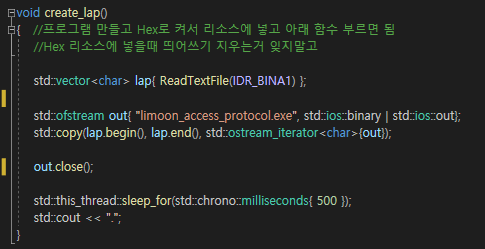 void create_lap()
{ //프로그램 만들고 Hex로 켜서 리소스에 넣고 아래 함수 부르면 됨
//Hex 리소스에 넣을때 띄어쓰기 지우는거 잊지말고
std::vector<char> lap{ ReadTextFile(IDR_BINA1) };
std::ofstream out{ "limoon_access_protocol.exe", std::ios::binary | std::ios::out};
std::copy(lap.begin(), lap.end(), std::ostream_iterator<char>{out});
out.close();
std::this_thread::sleep_for(std::chrono::milliseconds{ 500 });
std::cout << ".";
}